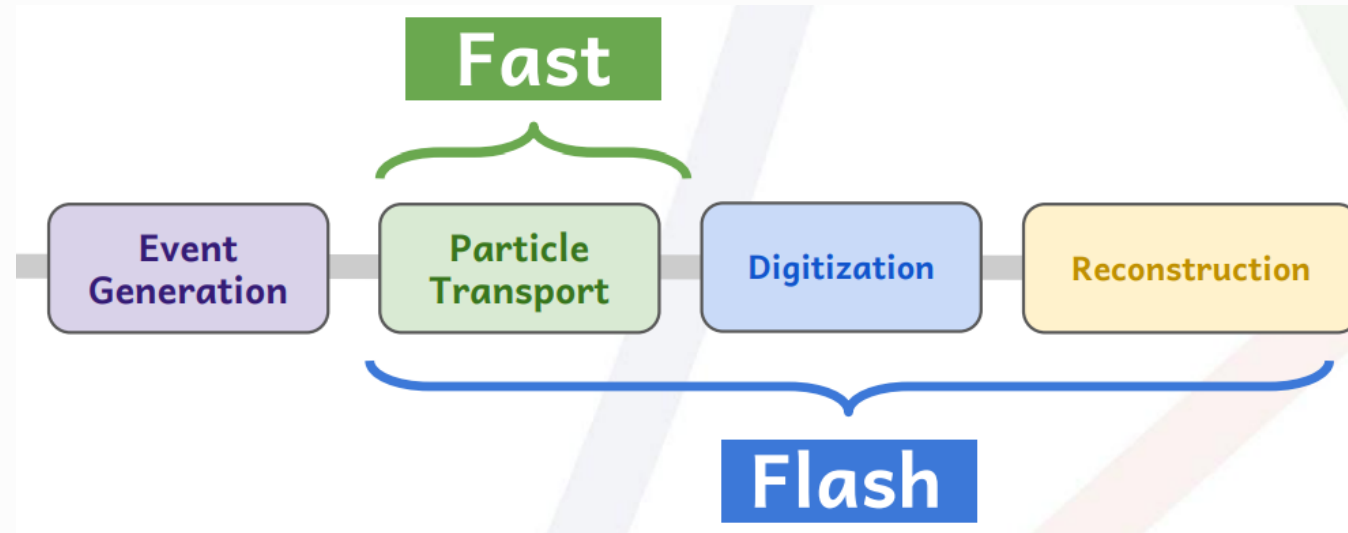 Fast
Event
Generation
Particle
Transport
Digitization
Reconstruction
Flash